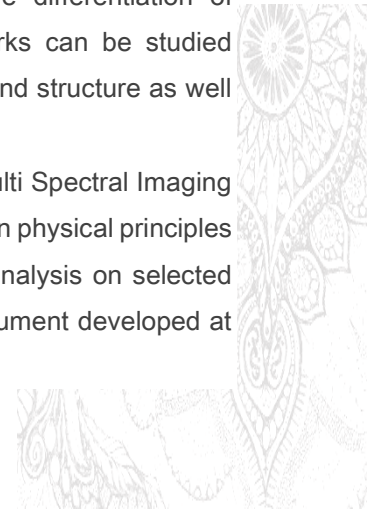 e differentiation of
rks can be studied
nd structure as well
ulti Spectral Imaging
n physical principles
nalysis on selected
ument developed at